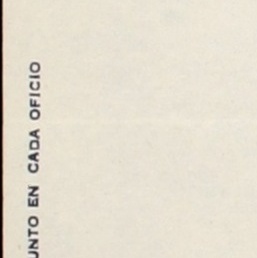 UNTO EN CADA OFICIO